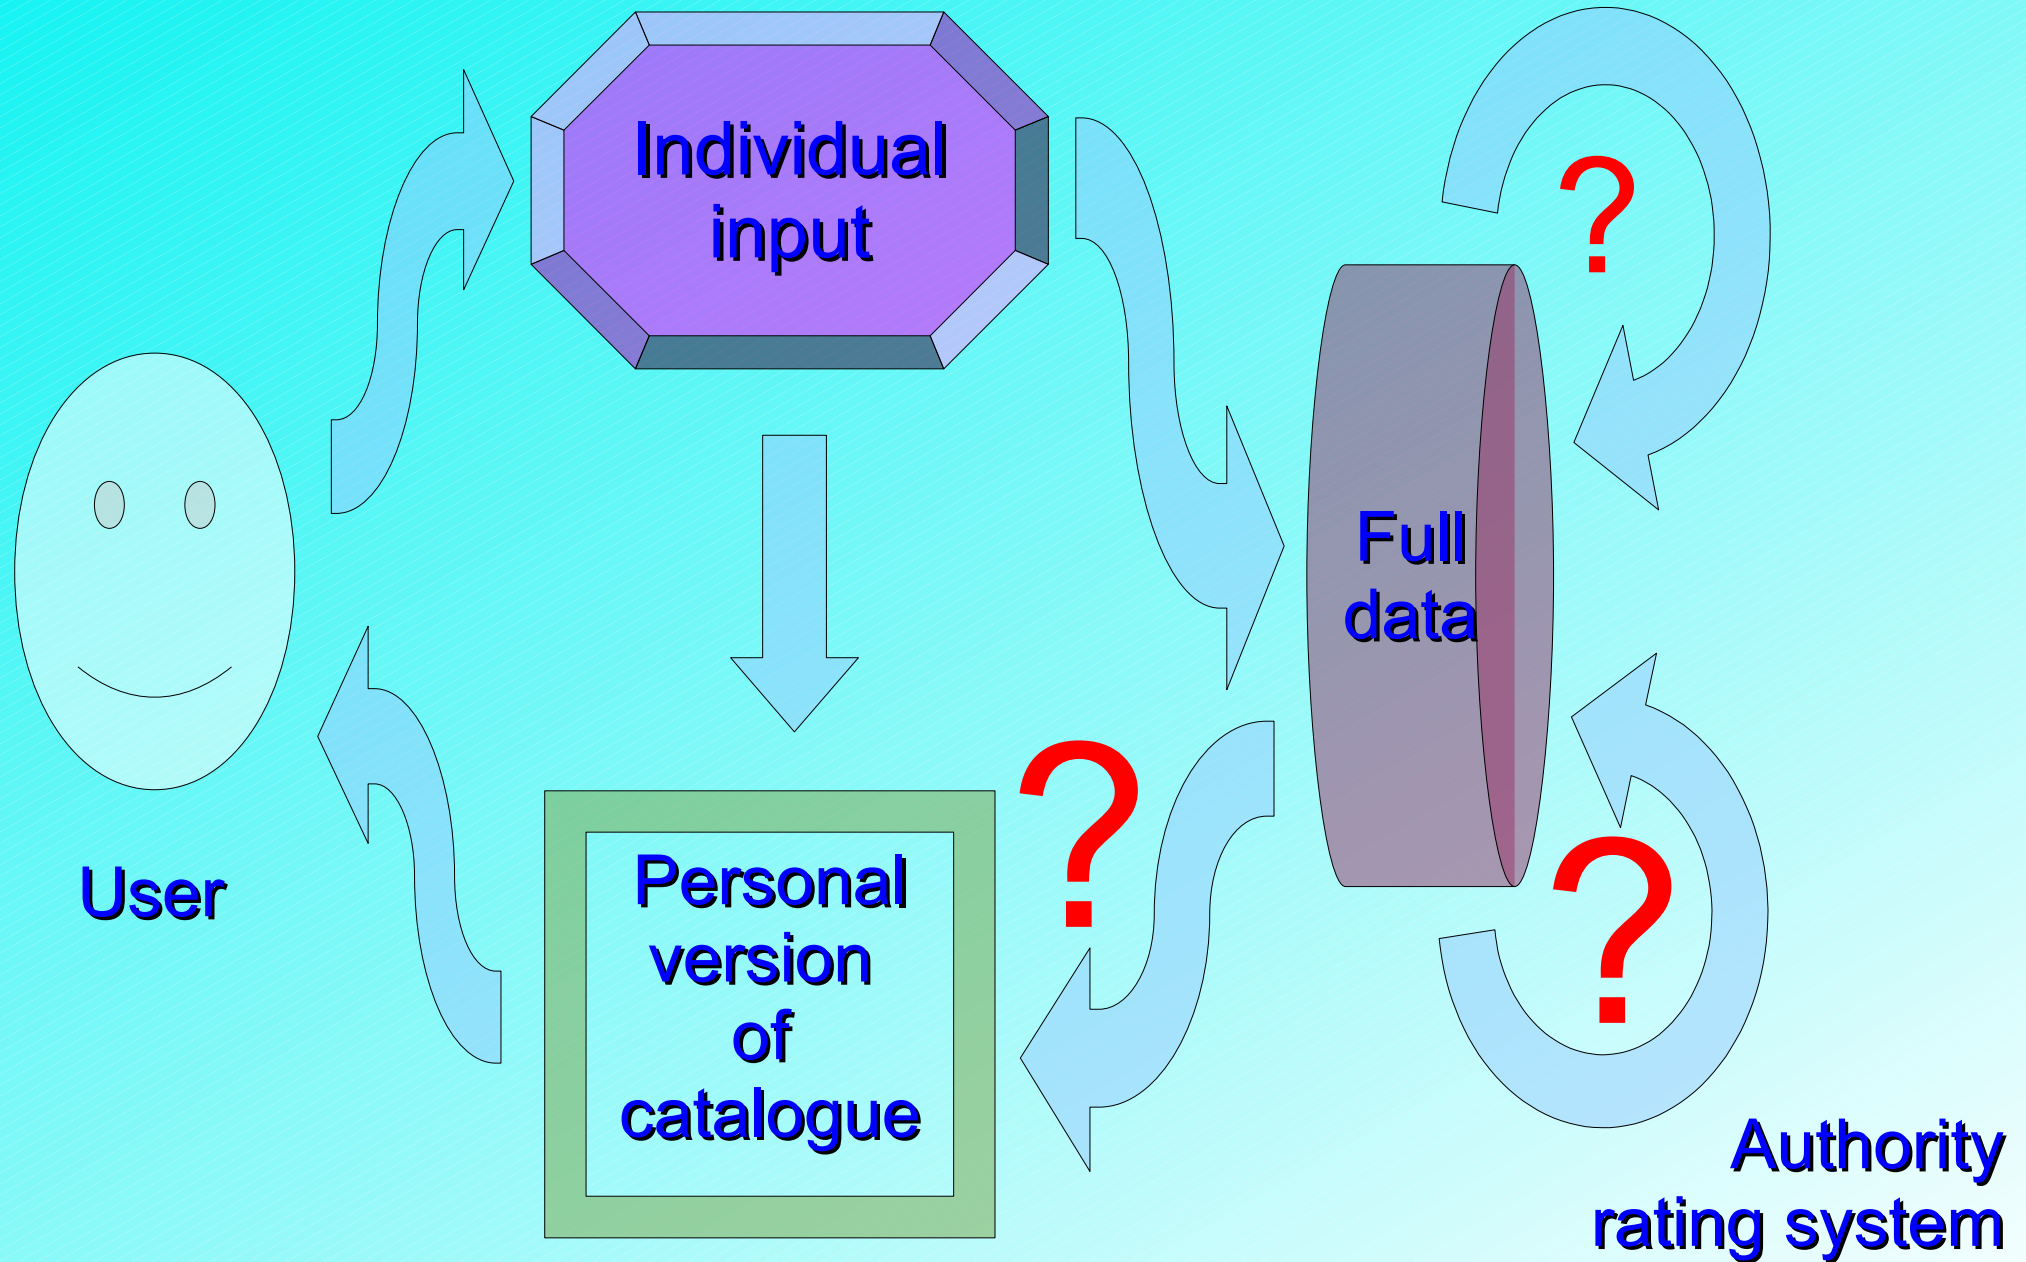 Individual
input
?
Full
data
User
?
Personal
version
of
catalogue
?
Authority
rating system